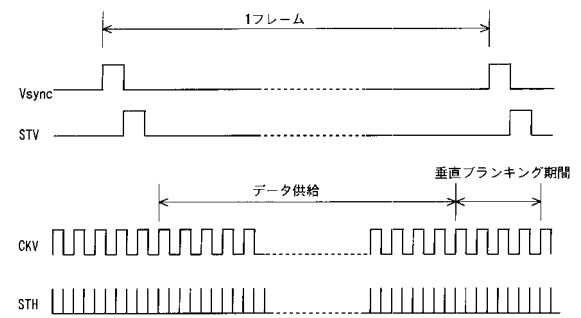 1フレーム
Vsync
STV
垂直ブランキング期間
データ供給
CKV
STH